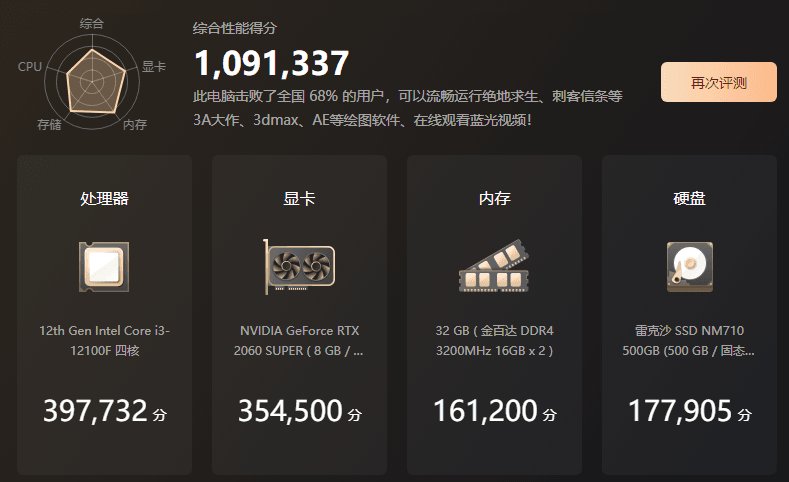 综合
CPU
显卡
存储
内存
综合性能得分
1,091,337
此电脑击败了全国 68% 的用户，可以流畅运行绝地求生、刺客信条等
3A大作、3dmax、AE等绘图软件、在线观看蓝光视频！
再次评测
处理器
12th Gen Intel Core i3-
12100F 四核
397,732 分
显卡
NVIDIA GeForce RTX
2060 SUPER ( 8 GB / ...
354,500 分
内存
32 GB ( 金百达 DDR4
3200MHz 16GB x 2 )
161,200 分
硬盘
雷克沙 SSD NM710
500GB (500 GB / 固态...
177,905 分